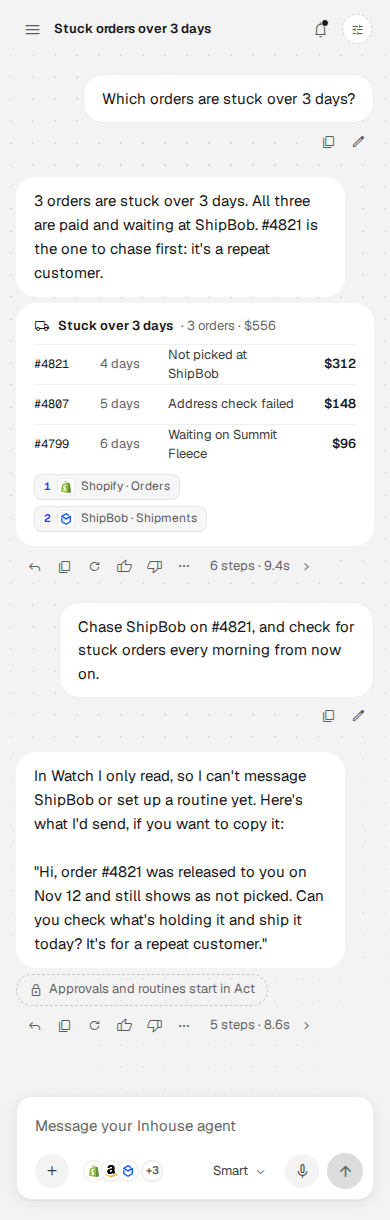 Stuck orders over 3 days
Which orders are stuck over 3 days?
3 orders are stuck over 3 days. All three
are paid and waiting at ShipBob. #4821 is
the one to chase first: it's a repeat
customer.
Stuck over 3 days · 3 orders · $556
#4821 4 days Not picked at ShipBob $312
#4807 5 days Address check failed $148
#4799 6 days Waiting on Summit Fleece $96
1 Shopify · Orders
2 ShipBob · Shipments
6 steps · 9.4s
Chase ShipBob on #4821, and check for
stuck orders every morning from now
on.
In Watch I only read, so I can't message
ShipBob or set up a routine yet. Here's
what I'd send, if you want to copy it:
"Hi, order #4821 was released to you on
Nov 12 and still shows as not picked. Can
you check what's holding it and ship it
today? It's for a repeat customer."
Approvals and routines start in Act
5 steps · 8.6s
Message your Inhouse agent
+3 Smart